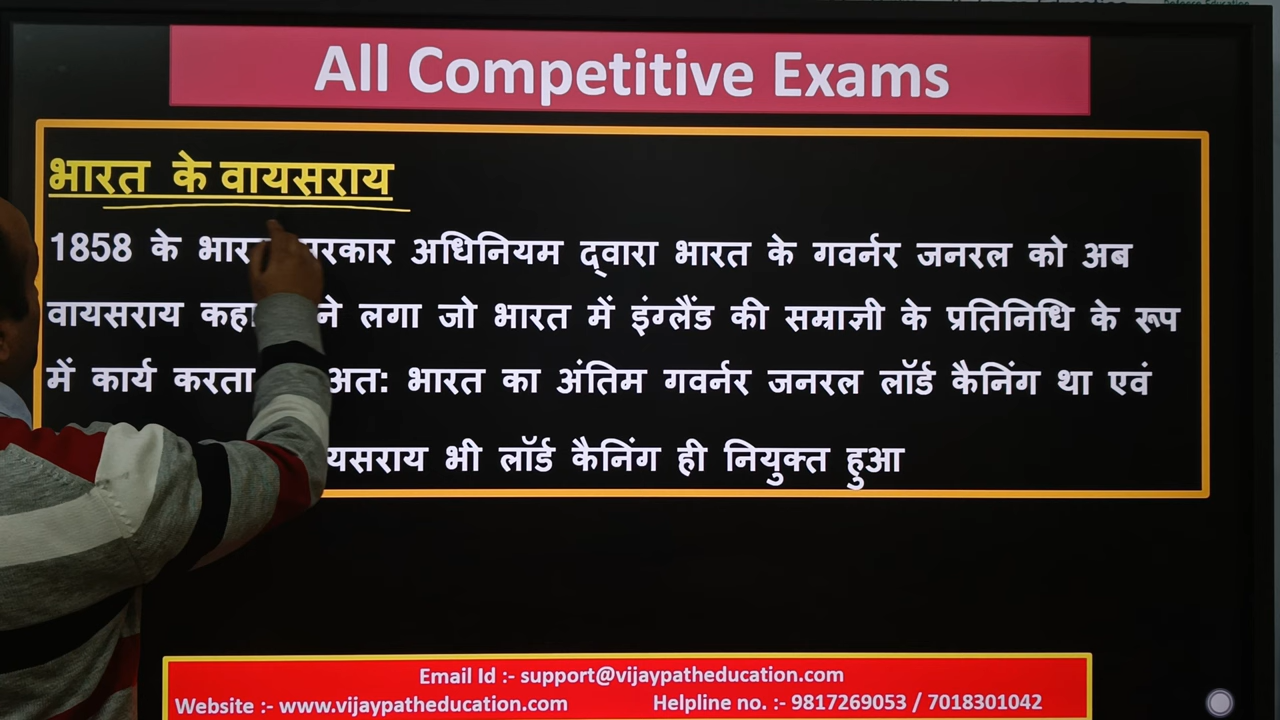 All Competitive Exams
भारत के वायसराय
1858 के सरकार अधिनियम द्वारा भारत के गवर्नर जनरल को अब
वायसराय लगा जो भारत में इंग्लैंड की सम्राज्ञी के प्रतिनिधि के रूप
में कार्य करता अतः भारत का अंतिम गवर्नर जनरल लॉर्ड कैनिंग था एवं
भी लॉर्ड कैनिंग ही नियुक्त हुआ
Email Id :- support@vijaypatheducation.com
Website :- www.vijaypatheducation.com Helpline no. :- 9817269053 / 7018301042